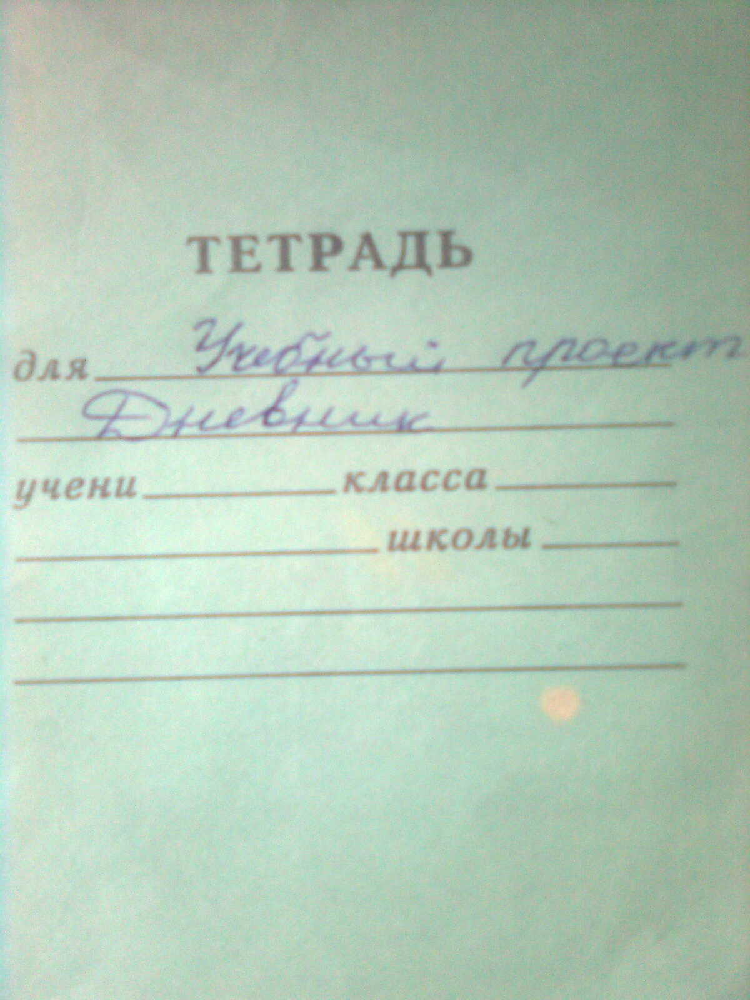 ТЕТРАДЬ
для Учебный проект
Дневник
учени класса
школы